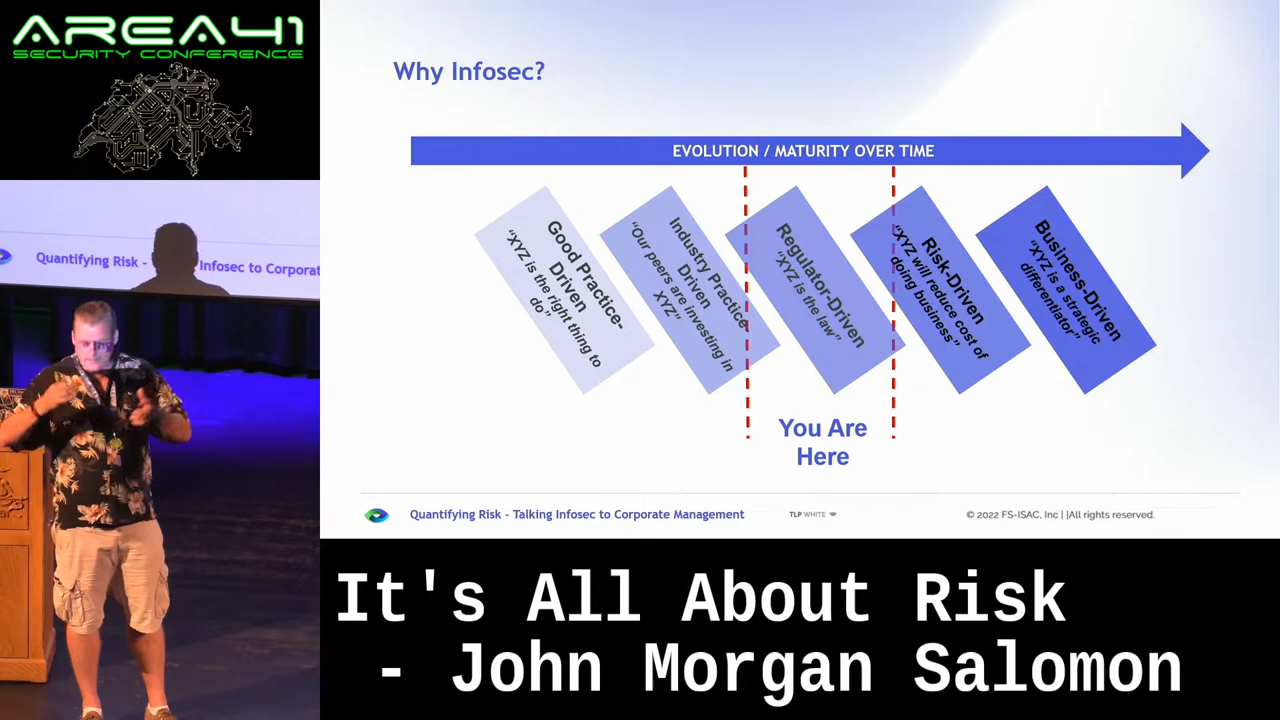 AREA41
SECURITY CONFERENCE
Quantifying Risk -
Infosec to Corporat
Why Infosec?
EVOLUTION / MATURITY OVER TIME
Good Practice-
Driven
“XYZ is the right thing to
do”
Industry Practice-
Driven
“Our peers are investing in
XYZ”
Regulator-Driven
“XYZ is the law”
Risk-Driven
“XYZ will reduce cost of
doing business”
Business-Driven
“XYZ is a strategic
differentiator”
You Are
Here
Quantifying Risk - Talking Infosec to Corporate Management
TLP WHITE
© 2022 FS-ISAC, Inc | |All rights reserved.
It's All About Risk
- John Morgan Salomon